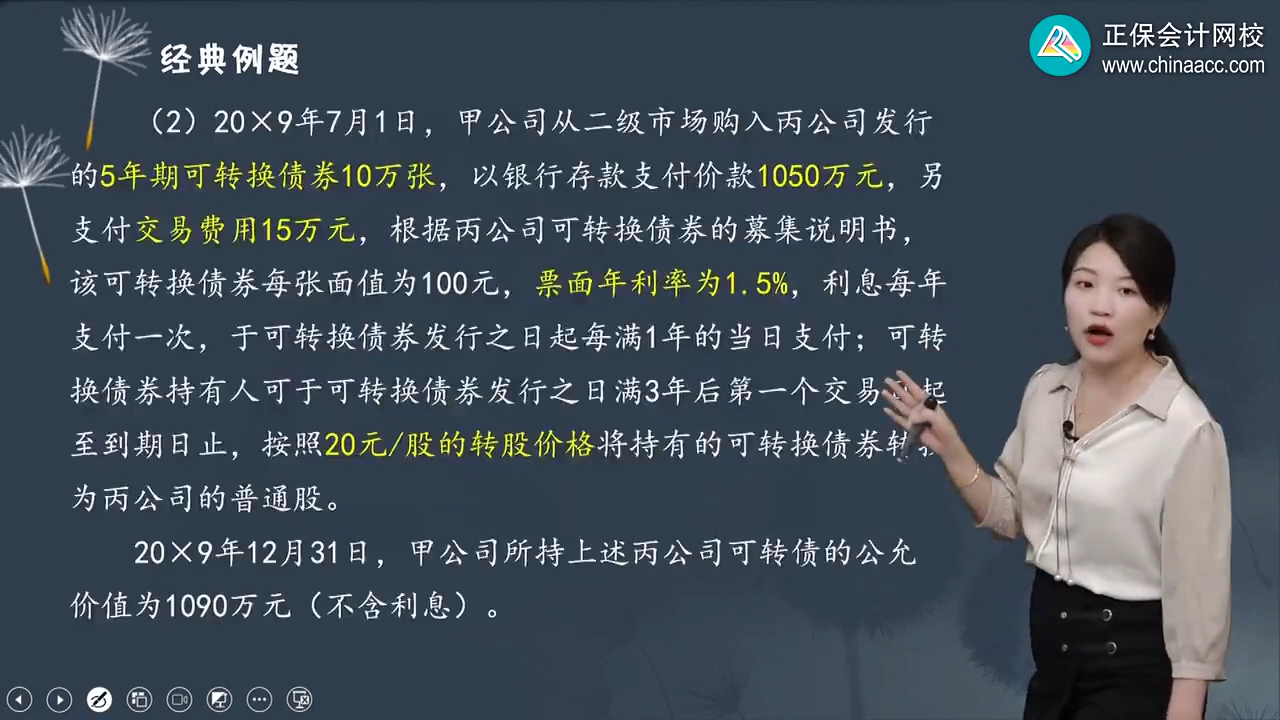 经典例题
正保会计网校
www.chinaacc.com
（2）20×9年7月1日，甲公司从二级市场购入丙公司发行
的5年期可转换债券10万张，以银行存款支付价款1050万元，另
支付交易费用15万元，根据丙公司可转换债券的募集说明书，
该可转换债券每张面值为100元，票面年利率为1.5%，利息每年
支付一次，于可转换债券发行之日起每满1年的当日支付；可转
换债券持有人可于可转换债券发行之日满3年后第一个交易 起
至到期日止，按照20元/股的转股价格将持有的可转换债券转
为丙公司的普通股。
20×9年12月31日，甲公司所持上述丙公司可转债的公允
价值为1090万元（不含利息）。